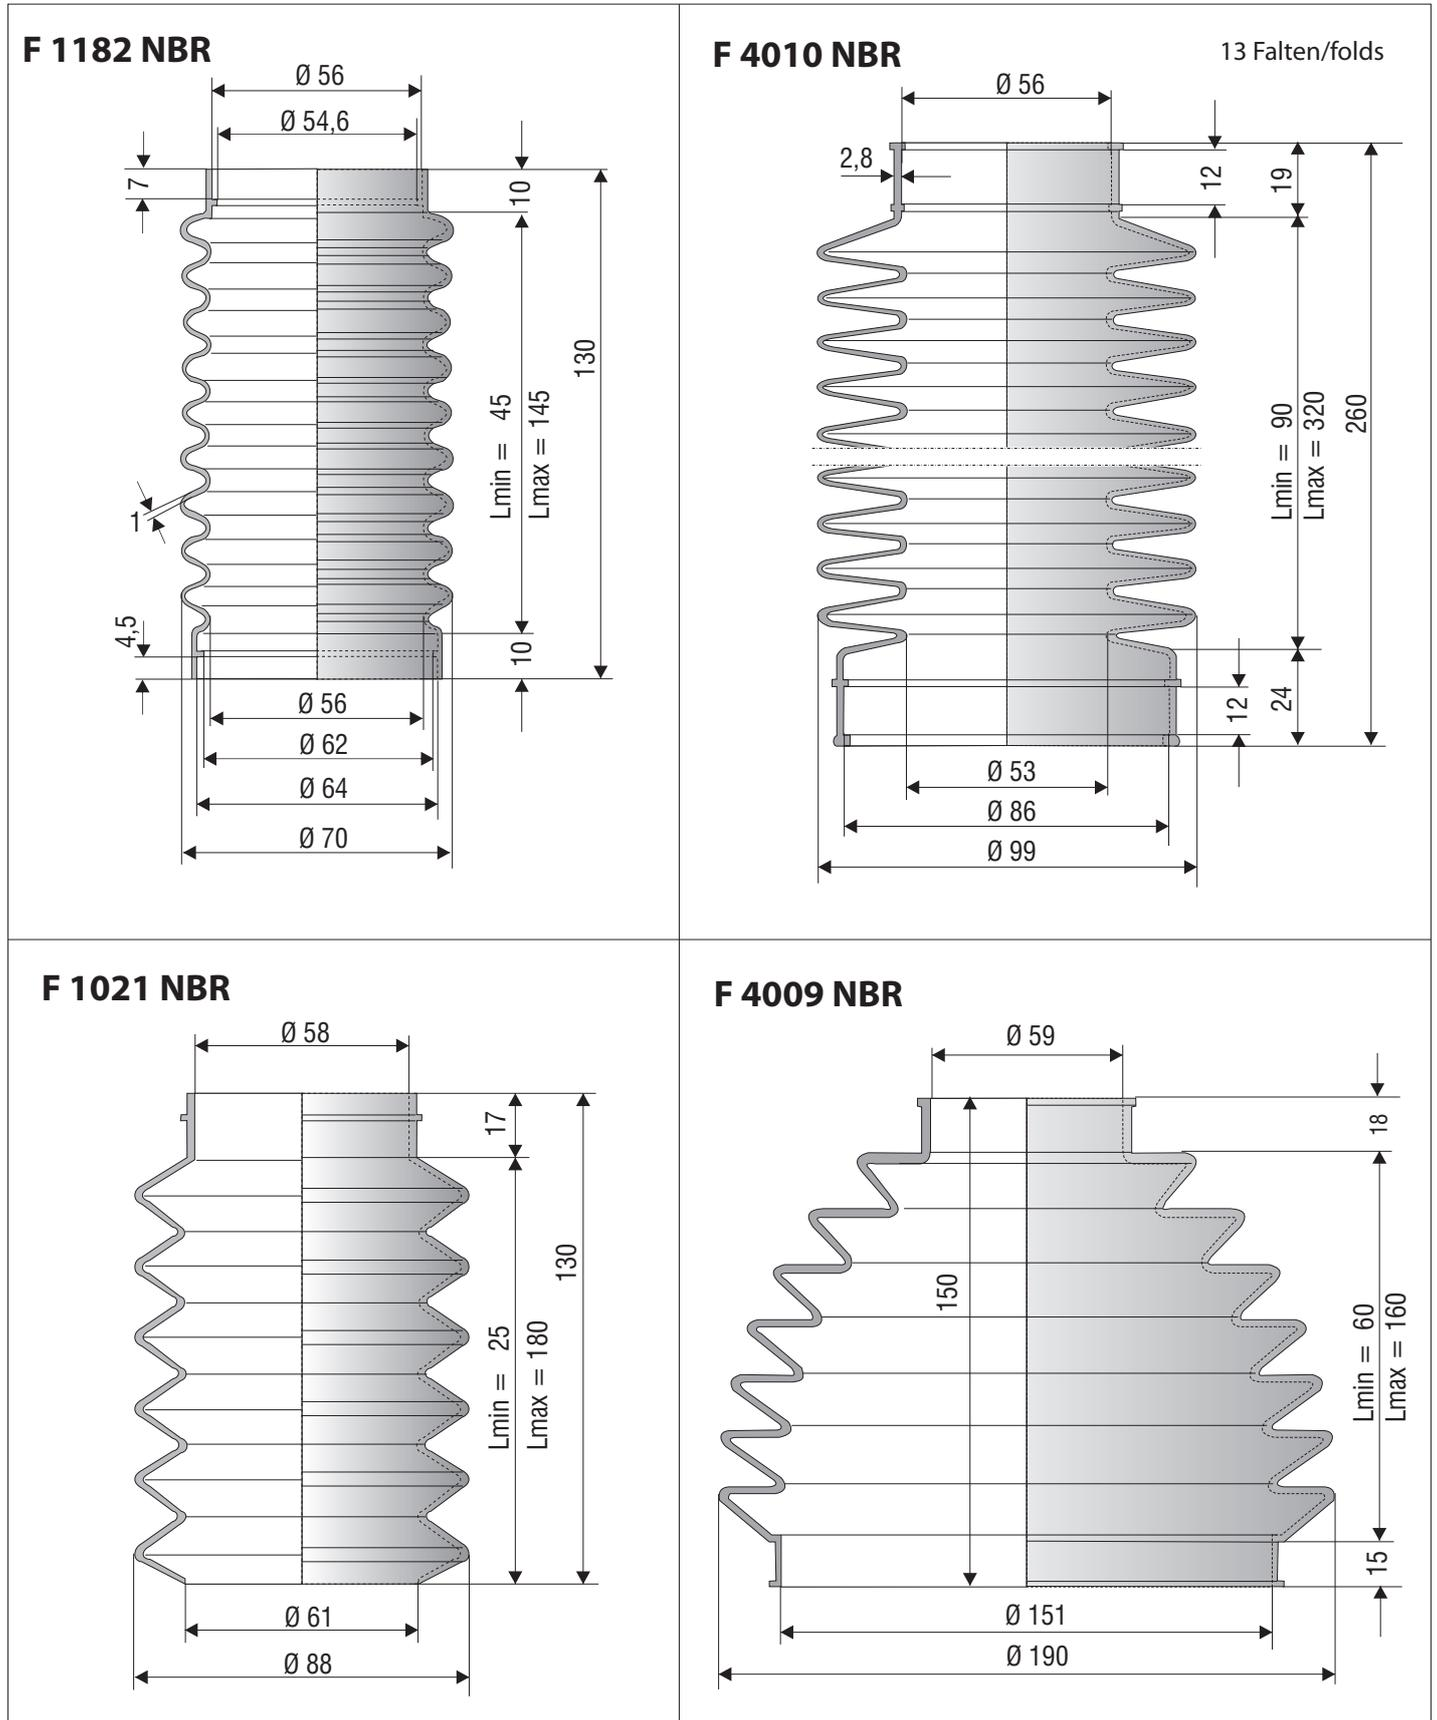 F 1182 NBR
Ø 56
Ø 54,6
7
10
130
Lmin = 45
Lmax = 145
1
4,5
10
Ø 56
Ø 62
Ø 64
Ø 70
F 4010 NBR
13 Falten/folds
Ø 56
2,8
12
19
Lmin = 90
Lmax = 320
260
12
24
Ø 53
Ø 86
Ø 99
F 1021 NBR
Ø 58
17
130
Lmin = 25
Lmax = 180
Ø 61
Ø 88
F 4009 NBR
Ø 59
18
150
Lmin = 60
Lmax = 160
15
Ø 151
Ø 190